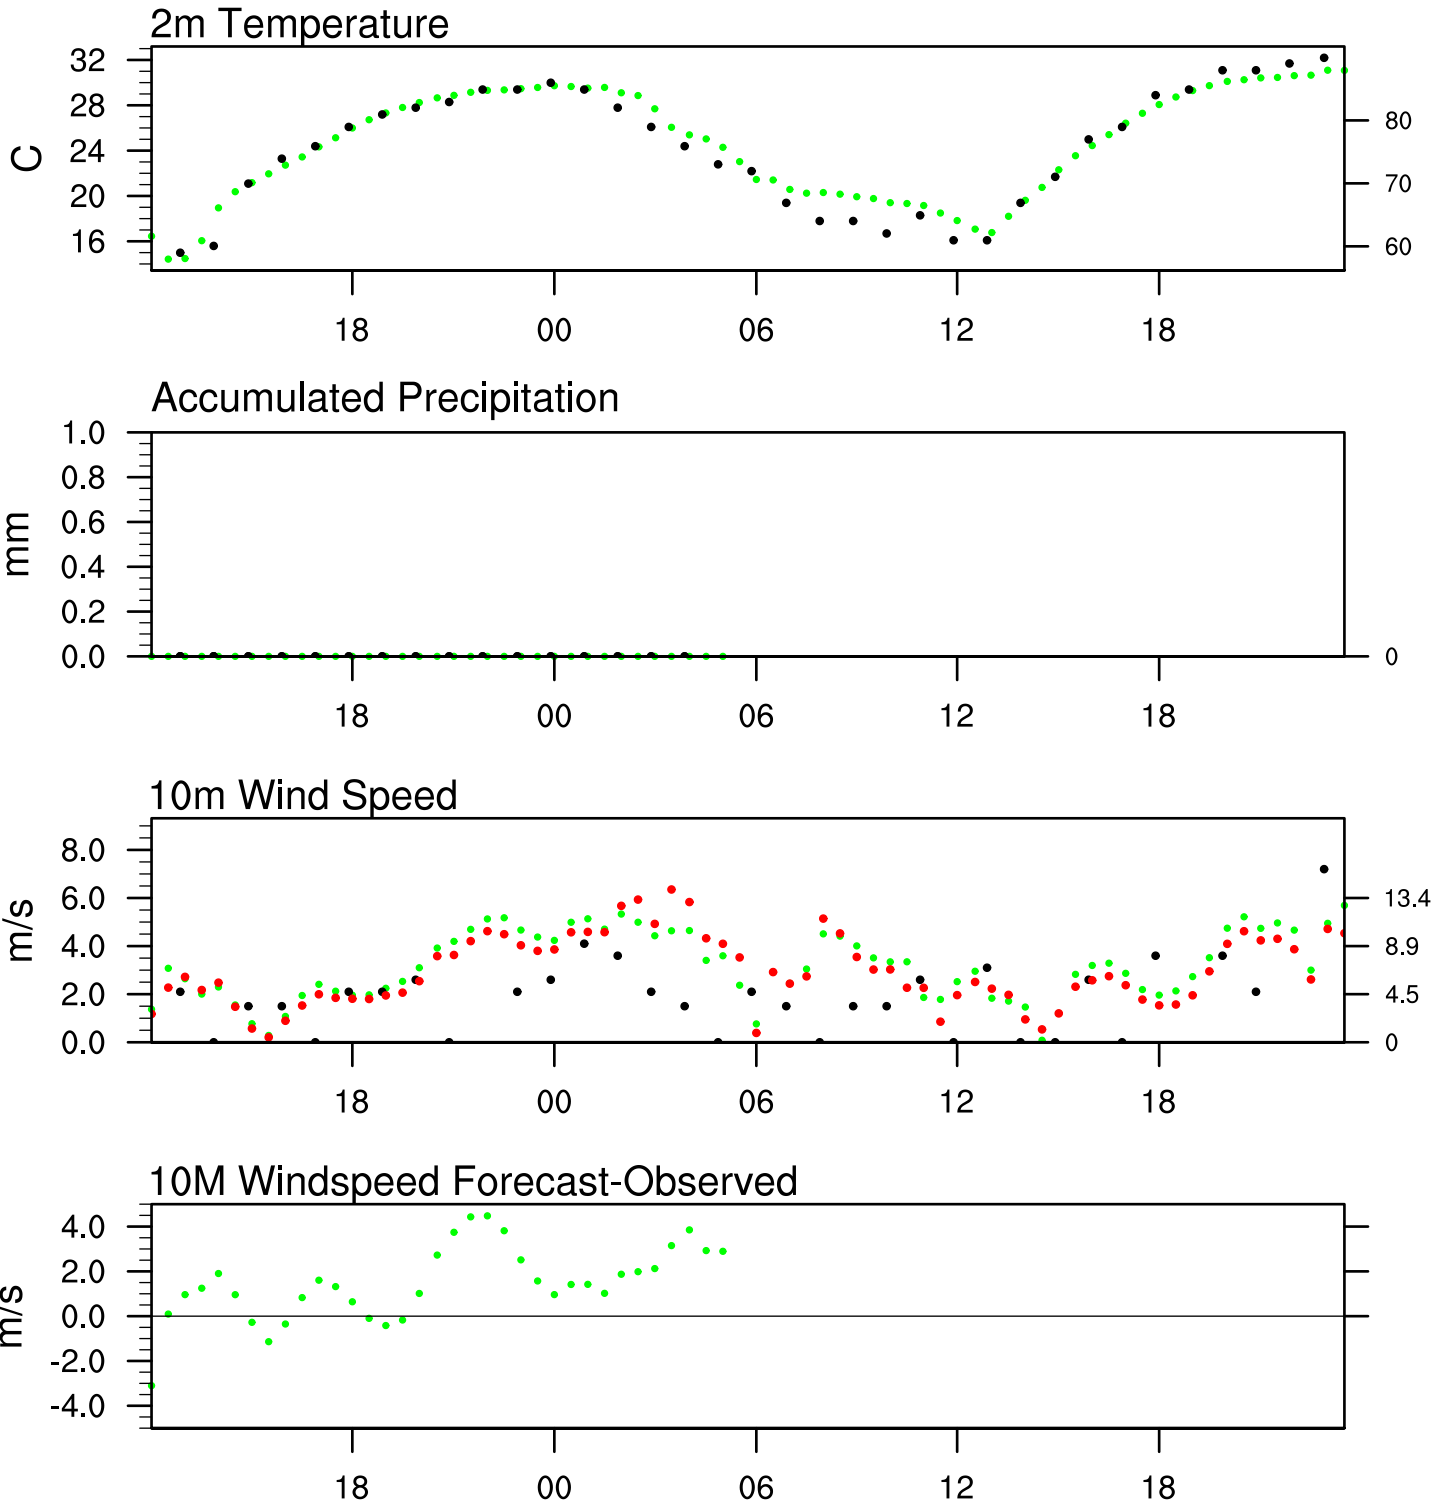 2m Temperature
32
28
24
20
16
C
80
70
60
18 00 06 12 18
Accumulated Precipitation
1.0
0.8
0.6
0.4
0.2
0.0
mm
0
18 00 06 12 18
10m Wind Speed
8.0
6.0
4.0
2.0
0.0
m/s
13.4
8.9
4.5
0
18 00 06 12 18
10M Windspeed Forecast-Observed
4.0
2.0
0.0
-2.0
-4.0
m/s
18 00 06 12 18